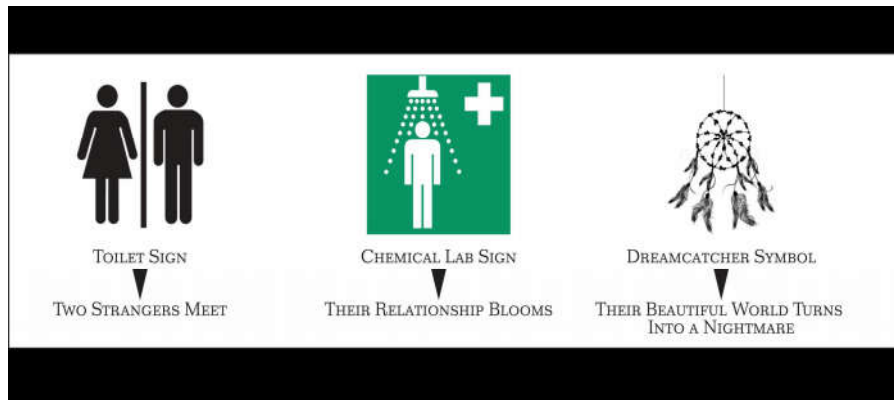 Toilet Sign
Two Strangers Meet
Chemical Lab Sign
Their Relationship Blooms
Dreamcatcher Symbol
Their Beautiful World Turns
Into a Nightmare